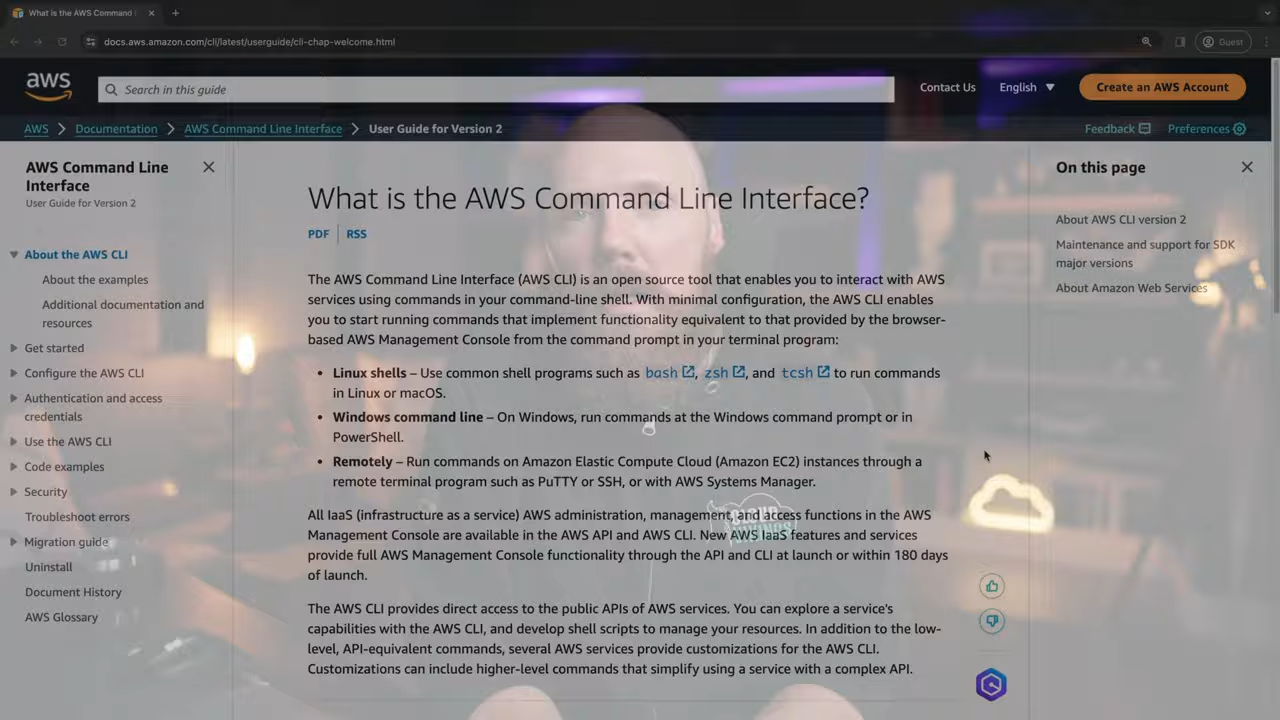 What is the AWS Command
docs.aws.amazon.com/cli/latest/userguide/cli-chap-welcome.html
Guest
aws
Search in this guide
Contact Us
English
Create an AWS Account
AWS
Documentation
AWS Command Line Interface
User Guide for Version 2
Feedback
Preferences
AWS Command Line
Interface
User Guide for Version 2
About the AWS CLI
About the examples
Additional documentation and
resources
Get started
Configure the AWS CLI
Authentication and access
credentials
Use the AWS CLI
Code examples
Security
Troubleshoot errors
Migration guide
Uninstall
Document History
AWS Glossary
What is the AWS Command Line Interface?
PDF
RSS
The AWS Command Line Interface (AWS CLI) is an open source tool that enables you to interact with AWS
services using commands in your command-line shell. With minimal configuration, the AWS CLI enables
you to start running commands that implement functionality equivalent to that provided by the browser-
based AWS Management Console from the command prompt in your terminal program:
• Linux shells – Use common shell programs such as bash, zsh, and tcsh to run commands
in Linux or macOS.
• Windows command line – On Windows, run commands at the Windows command prompt or in
PowerShell.
• Remotely – Run commands on Amazon Elastic Compute Cloud (Amazon EC2) instances through a
remote terminal program such as PuTTY or SSH, or with AWS Systems Manager.
All IaaS (infrastructure as a service) AWS administration, management, and access functions in the AWS
Management Console are available in the AWS API and AWS CLI. New AWS IaaS features and services
provide full AWS Management Console functionality through the API and CLI at launch or within 180 days
of launch.
The AWS CLI provides direct access to the public APIs of AWS services. You can explore a service's
capabilities with the AWS CLI, and develop shell scripts to manage your resources. In addition to the low-
level, API-equivalent commands, several AWS services provide customizations for the AWS CLI.
Customizations can include higher-level commands that simplify using a service with a complex API.
On this page
About AWS CLI version 2
Maintenance and support for SDK
major versions
About Amazon Web Services